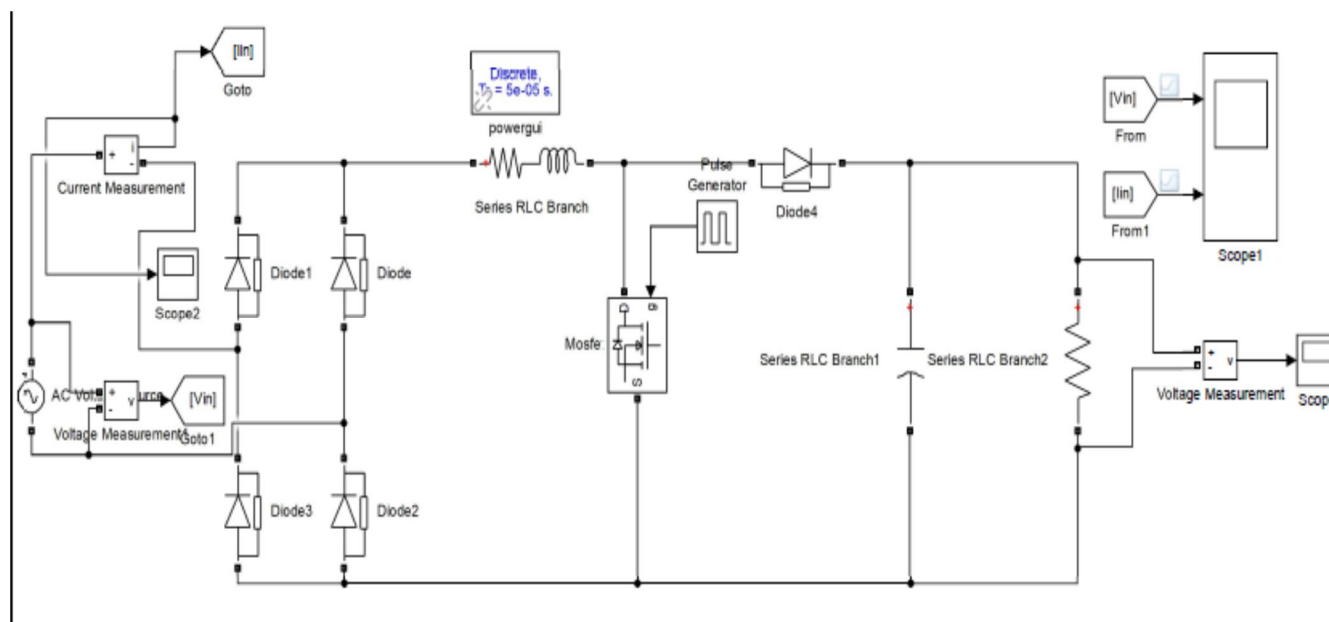 [Iin]
Goto
Discrete,
= 5e-05 s.
powergui
i
+
-
Current Measurement
Series RLC Branch
Pulse
Generator
Diode4
[Vin]
From
[Iin]
From1
Scope1
Diode1
Diode
Scope2
g
D
Mosfe
S
Series RLC Branch1
Series RLC Branch2
+
-
v
Voltage Measurement
Scop
AC Vol
urce
+
-
v
[Vin]
Voltage Measurement
Goto1
Diode3
Diode2